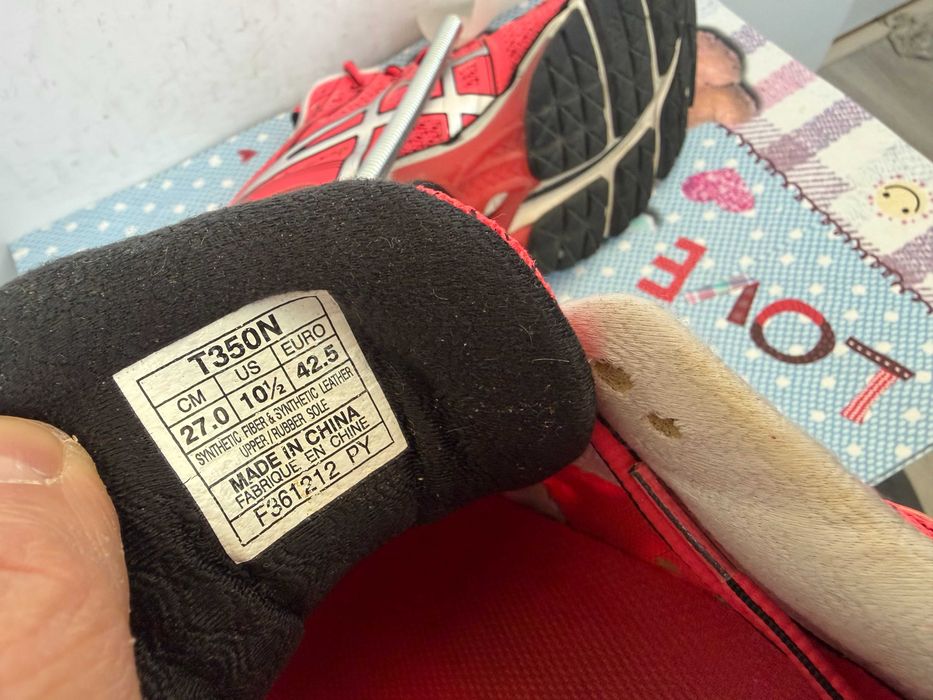 T350N
CM US EURO
27.0 10½ 42.5
SYNTHETIC FIBER & SYNTHETIC LEATHER
UPPER / RUBBER SOLE
MADE IN CHINA
FABRIQUE EN CHINE
F361212 PY
LOVE